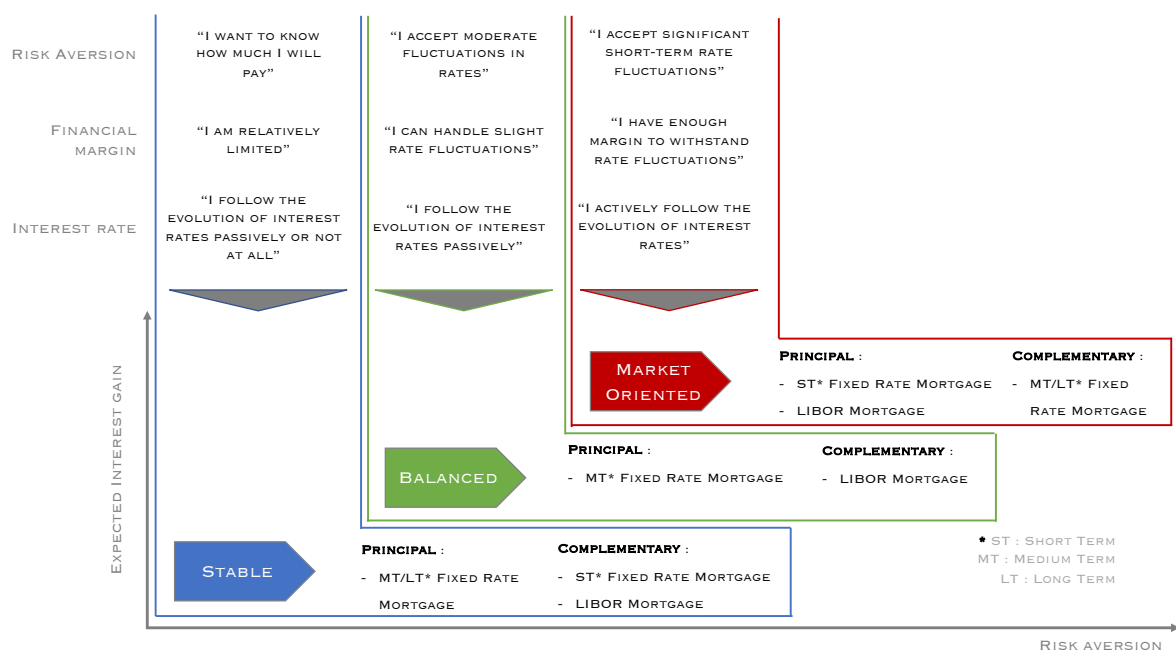 Risk Aversion
“I want to know
how much I will
pay”
“I accept moderate
fluctuations in
rates”
“I accept significant
short-term rate
fluctuations”
Financial
margin
“I am relatively
limited”
“I can handle slight
rate fluctuations”
“I have enough
margin to withstand
rate fluctuations”
Interest rate
“I follow the
evolution of interest
rates passively or not
at all”
“I follow the
evolution of interest
rates passively”
“I actively follow the
evolution of interest
rates”
Expected Interest gain
Market
Oriented
Principal :
- ST* Fixed Rate Mortgage
- LIBOR Mortgage
Complementary :
- MT/LT* Fixed
Rate Mortgage
Balanced
Principal :
- MT* Fixed Rate Mortgage
Complementary :
- LIBOR Mortgage
Stable
Principal :
- MT/LT* Fixed Rate
Mortgage
Complementary :
- ST* Fixed Rate Mortgage
- LIBOR Mortgage
* ST : Short Term
MT : Medium Term
LT : Long Term
Risk aversion